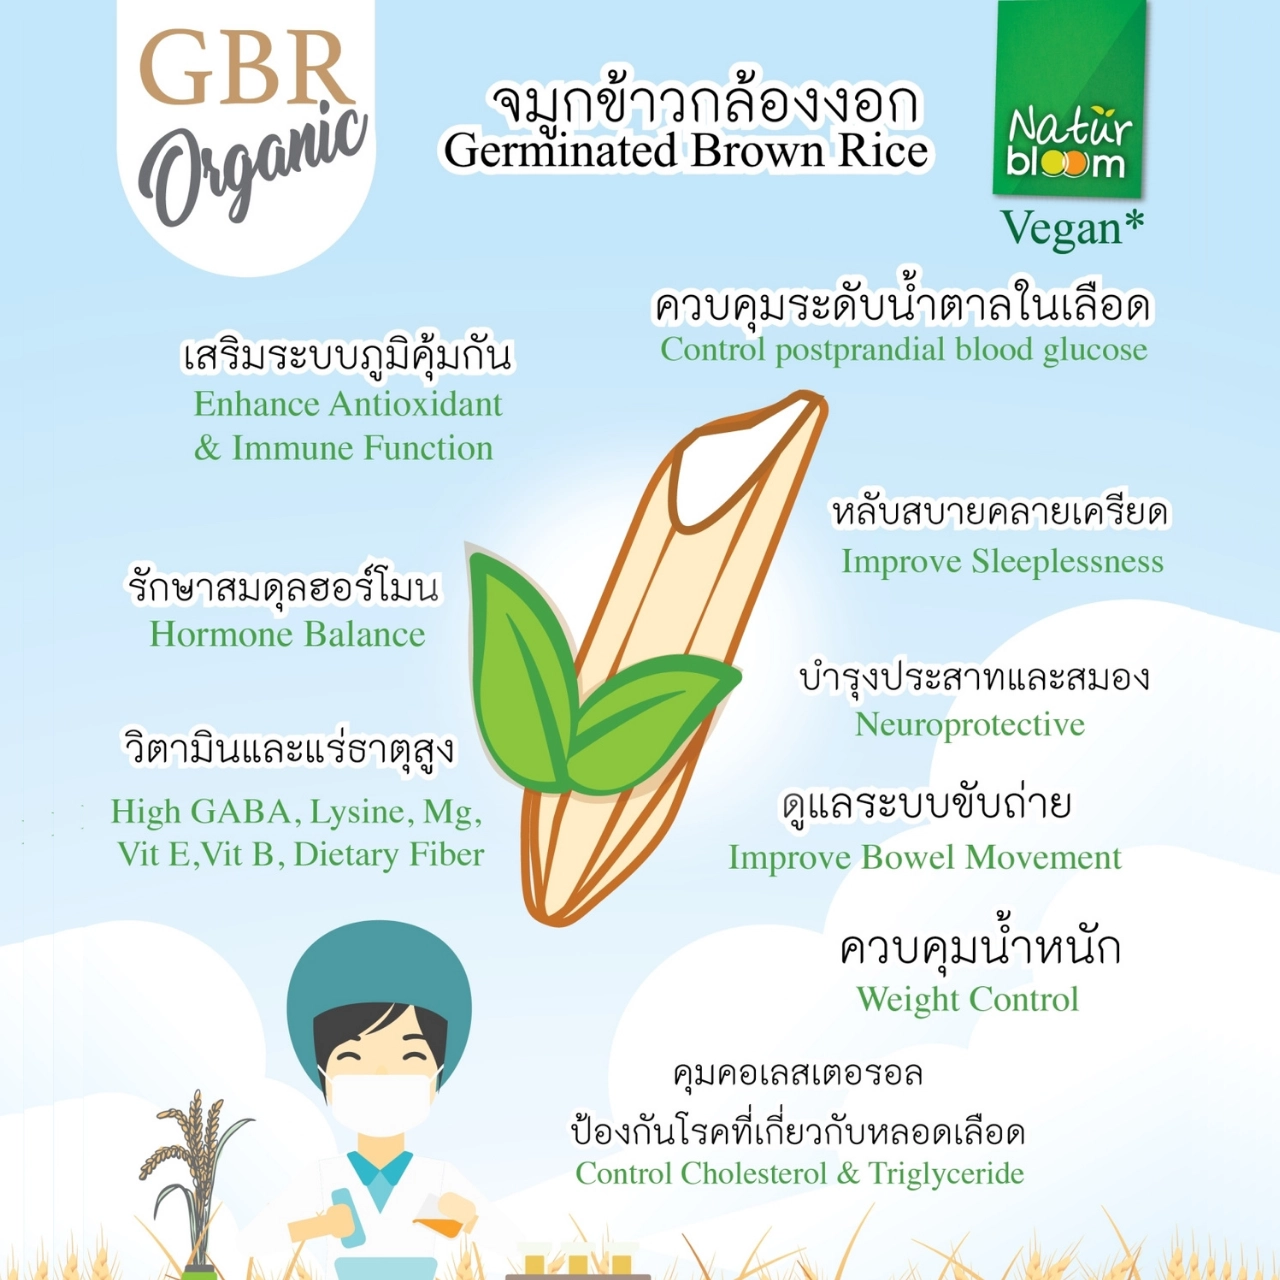 GBR
Organic
จมูกข้าวกล้องงอก
Germinated Brown Rice
Natür
bloom
Vegan*
ควบคุมระดับน้ำตาลในเลือด
Control postprandial blood glucose
เสริมระบบภูมิคุ้มกัน
Enhance Antioxidant
& Immune Function
หลับสบายคลายเครียด
Improve Sleeplessness
รักษาสมดุลฮอร์โมน
Hormone Balance
บำรุงประสาทและสมอง
Neuroprotective
วิตามินและแร่ธาตุสูง
High GABA, Lysine, Mg,
Vit E,Vit B, Dietary Fiber
ดูแลระบบขับถ่าย
Improve Bowel Movement
ควบคุมน้ำหนัก
Weight Control
คุมคอเลสเตอรอล
ป้องกันโรคที่เกี่ยวกับหลอดเลือด
Control Cholesterol & Triglyceride